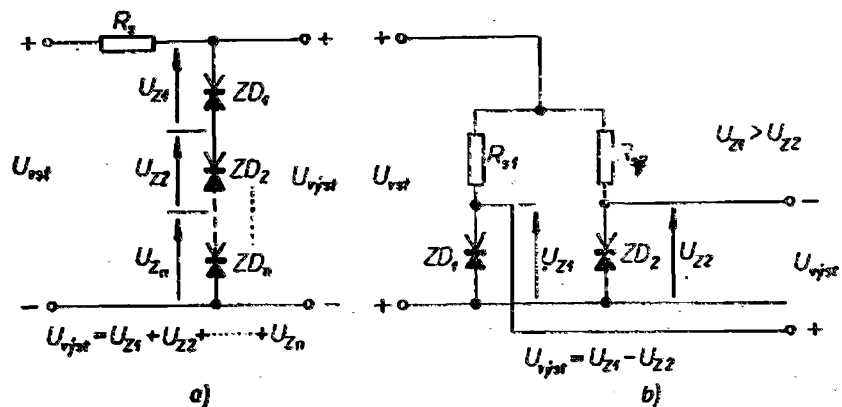 R_s
+ + +
U_Z1 ZD_1
U_Z2 ZD_2
U_vst U_výst
U_Zn ZD_n
− −
U_výst = U_Z1 + U_Z2 + ······ + U_Zn
a)
R_s1
U_Z1 > U_Z2
U_vst
−
ZD_1 U_Z1 ZD_2 U_Z2
U_výst
+ +
U_výst = U_Z1 − U_Z2
b)